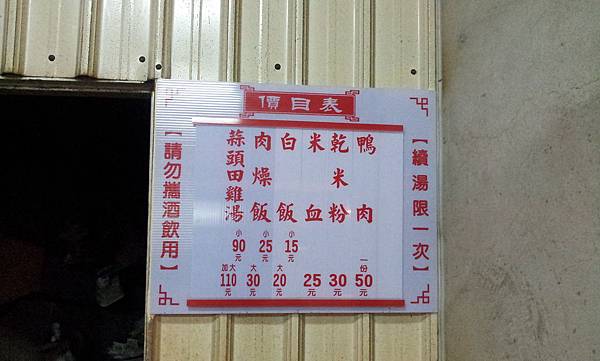 價目表
【續湯限一次】
鴨肉 一份50元
乾米粉 30元
米血 25元
白飯 小15元 大20元
肉燥飯 小25元 大30元
蒜頭田雞湯 小90元 加大110元
【請勿攜酒飲用】